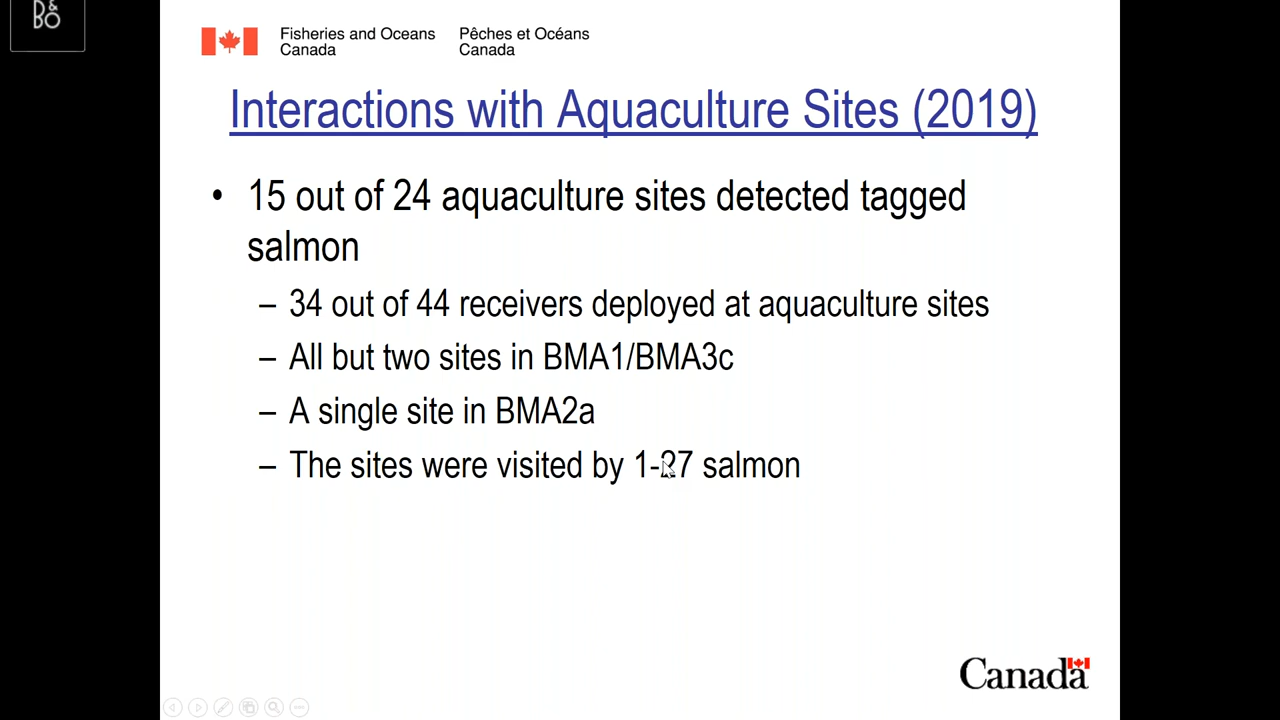 B&O
Fisheries and Oceans Pêches et Océans
Canada Canada
Interactions with Aquaculture Sites (2019)
• 15 out of 24 aquaculture sites detected tagged
salmon
– 34 out of 44 receivers deployed at aquaculture sites
– All but two sites in BMA1/BMA3c
– A single site in BMA2a
– The sites were visited by 1-27 salmon
Canada